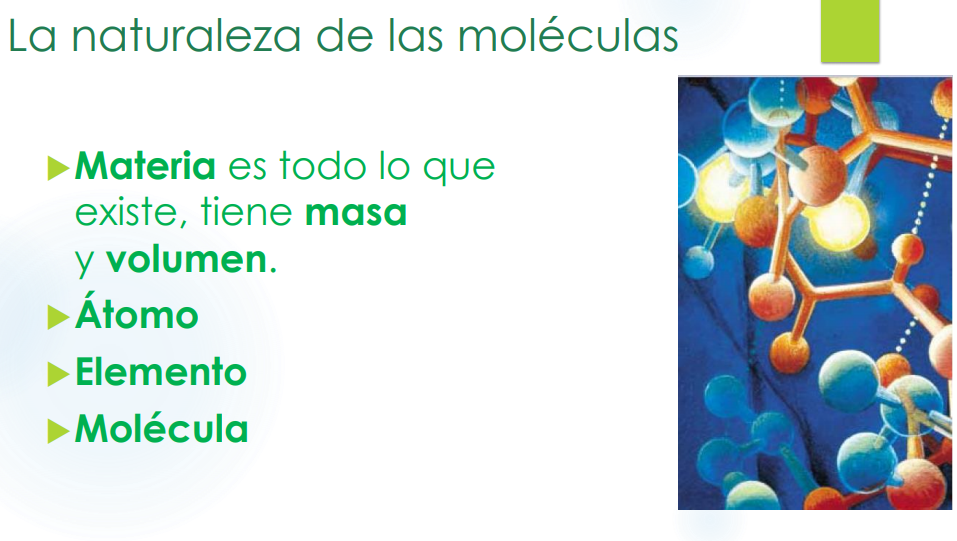 La naturaleza de las moléculas
Materia es todo lo que
existe, tiene masa
y volumen.
Átomo
Elemento
Molécula